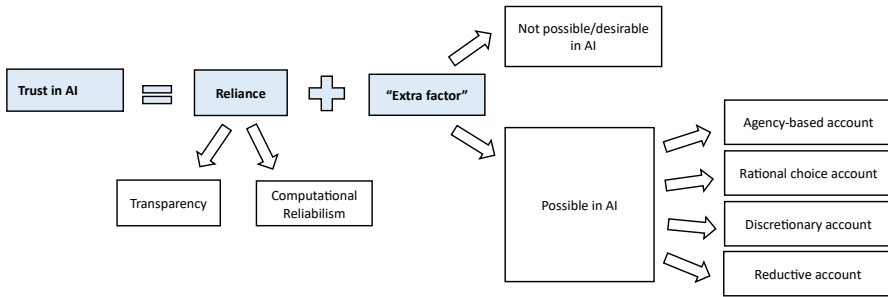 Not possible/desirable
in AI
Trust in AI
Reliance
“Extra factor”
Agency-based account
Rational choice account
Transparency
Computational
Reliabilism
Possible in AI
Discretionary account
Reductive account